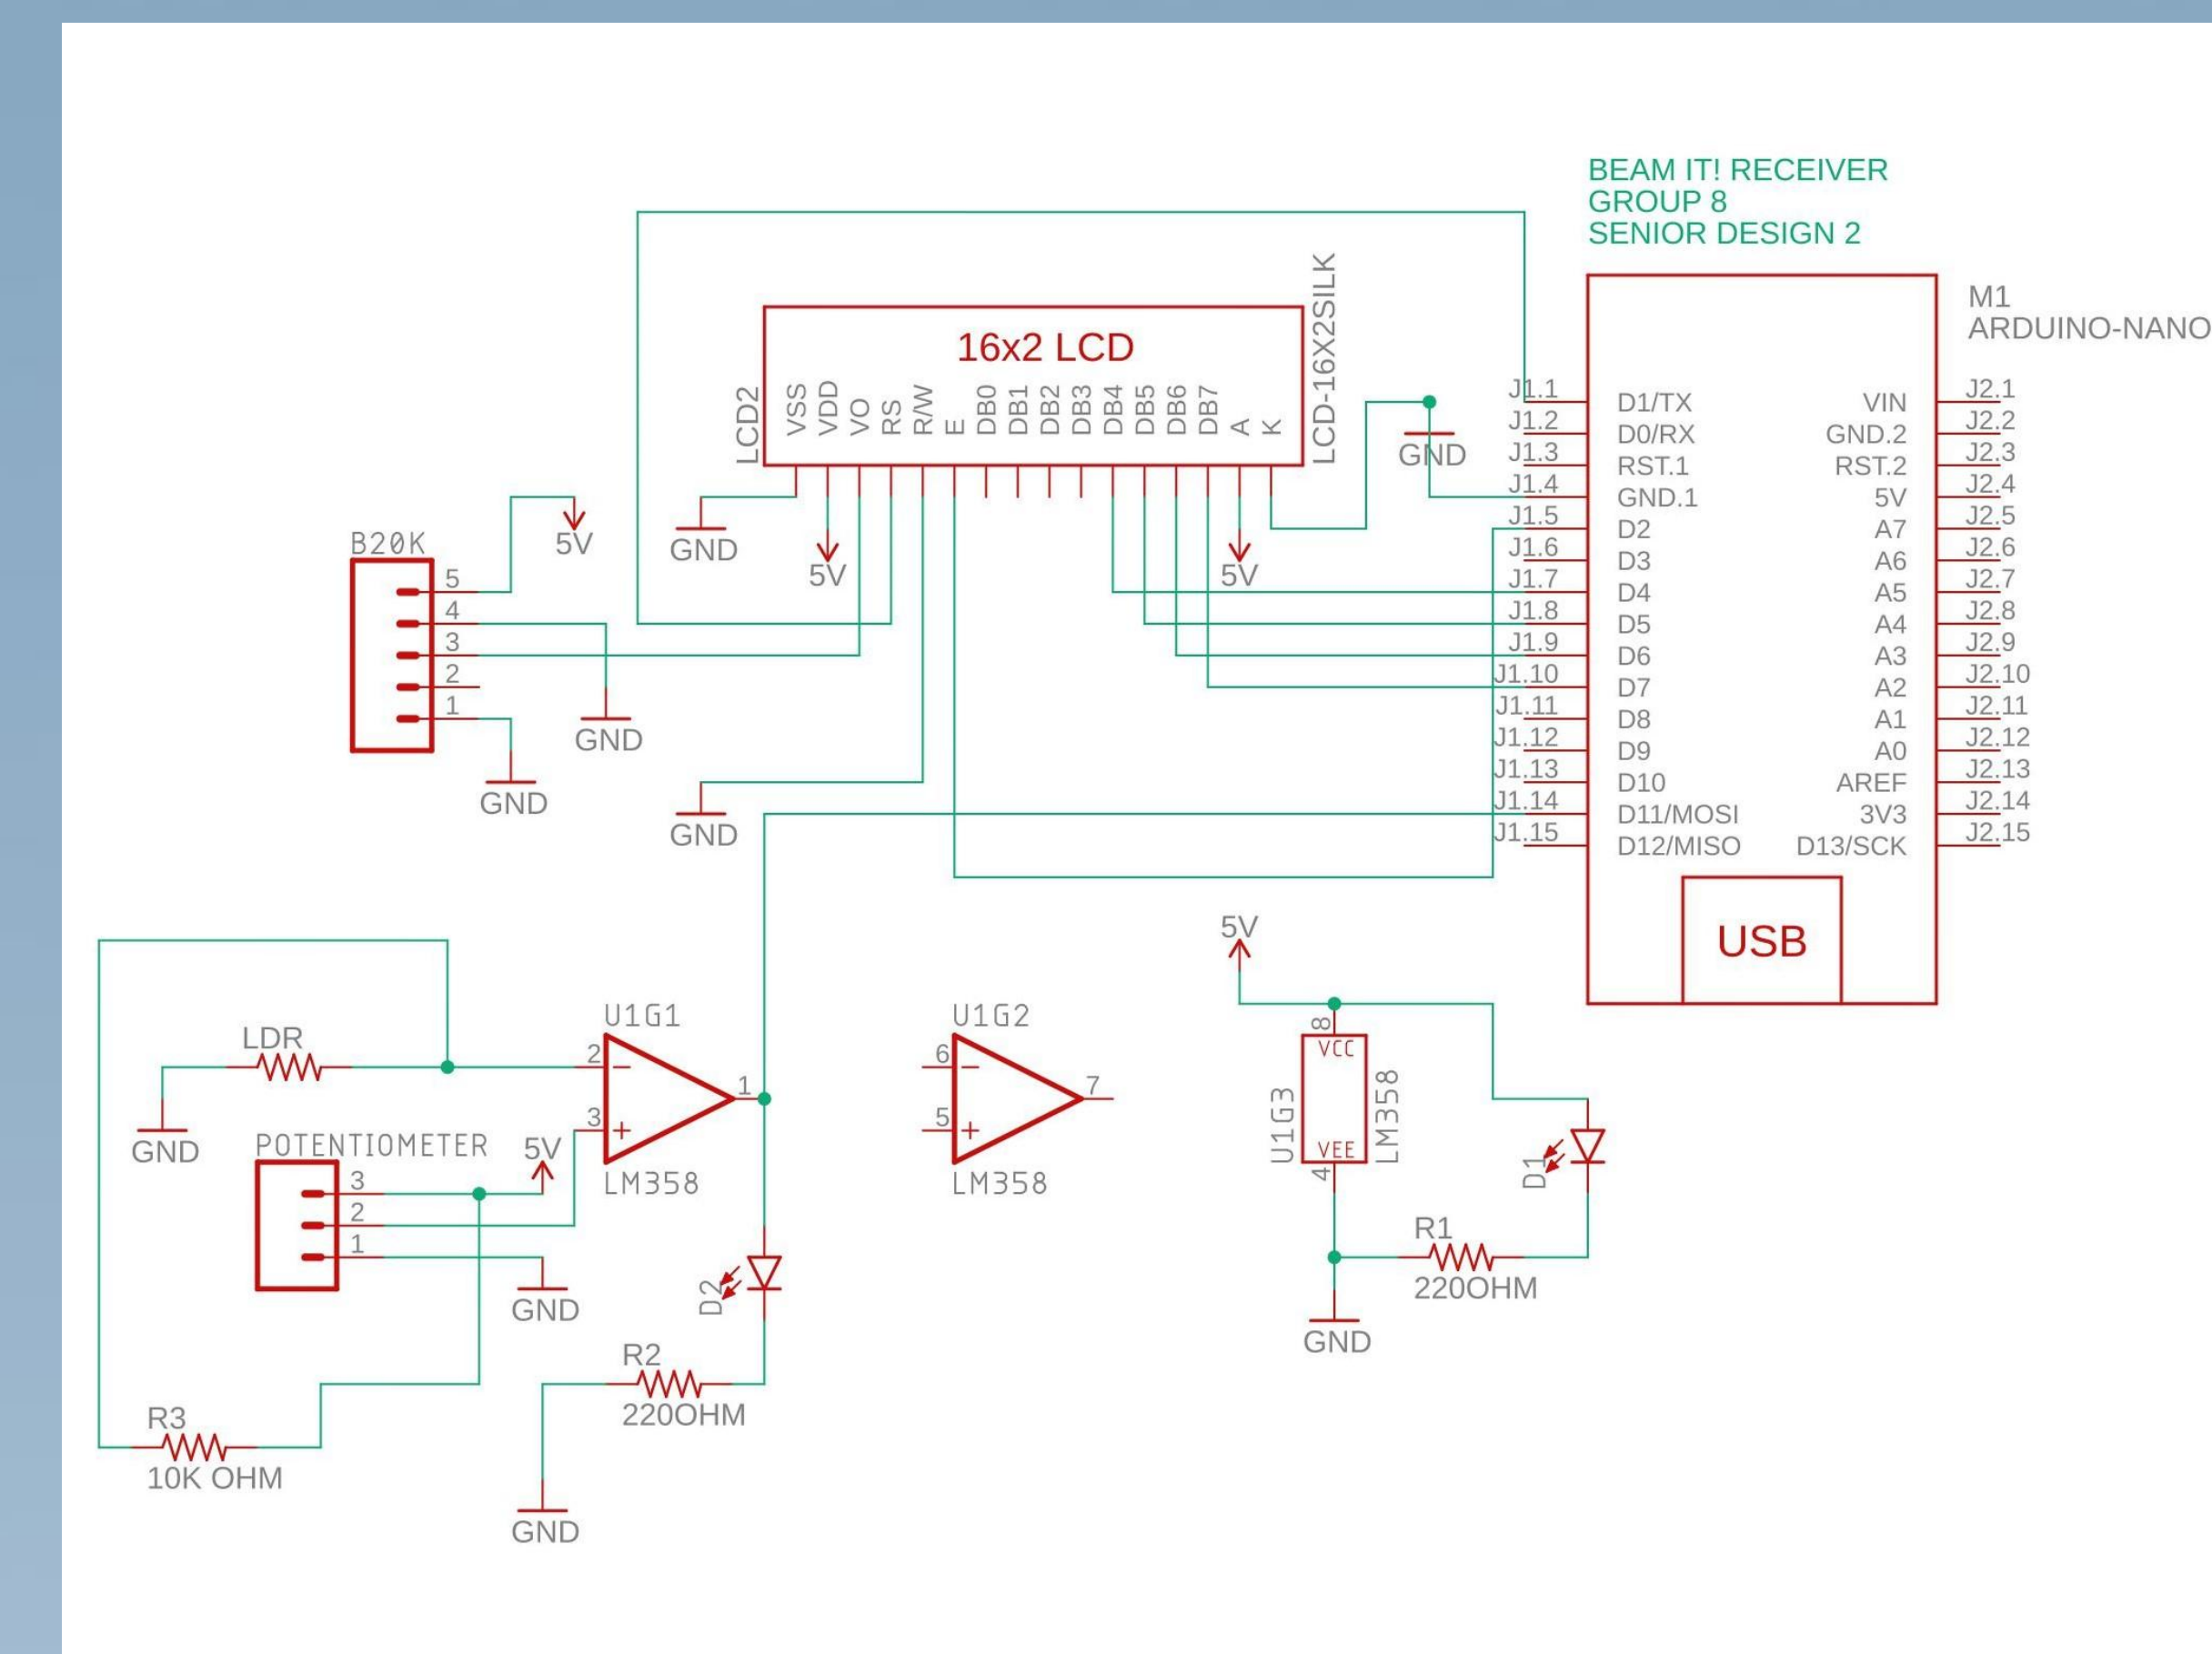 BEAM IT! RECEIVER
GROUP 8
SENIOR DESIGN 2
M1
ARDUINO-NANO
16x2 LCD
LCD2
LCD-16X2SILK
VSS
VDD
VO
RS
R/W
E
DB0
DB1
DB2
DB3
DB4
DB5
DB6
DB7
A
K
GND
5V
5V
GND
B20K
5
4
3
2
1
5V
GND
GND
GND
J1.1 D1/TX VIN J2.1
J1.2 D0/RX GND.2 J2.2
J1.3 RST.1 RST.2 J2.3
J1.4 GND.1 5V J2.4
J1.5 D2 A7 J2.5
J1.6 D3 A6 J2.6
J1.7 D4 A5 J2.7
J1.8 D5 A4 J2.8
J1.9 D6 A3 J2.9
J1.10 D7 A2 J2.10
J1.11 D8 A1 J2.11
J1.12 D9 A0 J2.12
J1.13 D10 AREF J2.13
J1.14 D11/MOSI 3V3 J2.14
J1.15 D12/MISO D13/SCK J2.15
USB
LDR
GND
U1G1
2
3
1
LM358
U1G2
6
5
7
LM358
5V
8
VCC
U1G3
LM358
VEE
4
D1
R1
220OHM
GND
POTENTIOMETER
3
2
1
5V
GND
D2
R2
220OHM
GND
R3
10K OHM